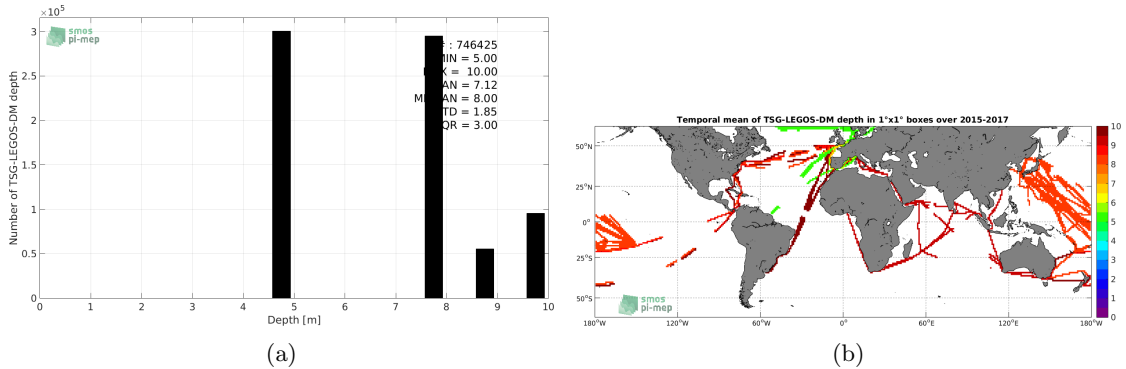 ×10⁵
smos
pi-mep
3
2.5
2
1.5
1
0.5
0
Number of TSG-LEGOS-DM depth
: 746425
MIN = 5.00
= 10.00
= 7.12
= 8.00
= 1.85
= 3.00
0 1 2 3 4 5 6 7 8 9 10
Depth [m]
(a)
Temporal mean of TSG-LEGOS-DM depth in 1°x1° boxes over 2015-2017
50°N
25°N
0°
25°S
50°S
180°W 120°W 60°W 0° 60°E 120°E 180°E
smos
pi-mep
10
9
8
7
6
5
4
3
2
1
0
(b)